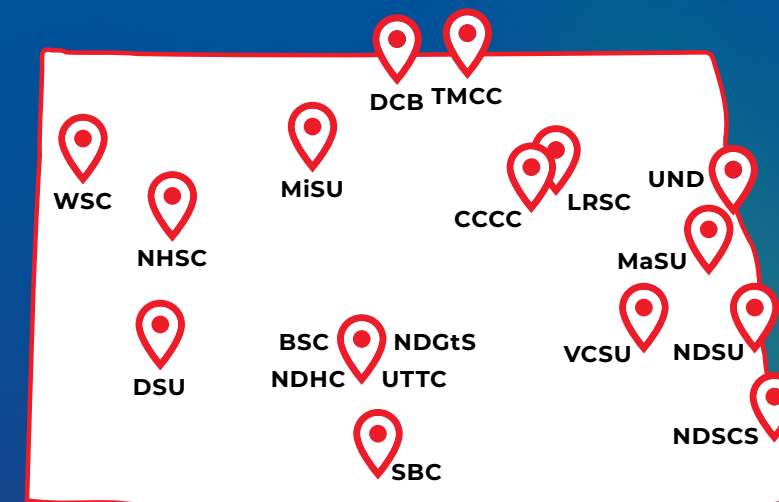 DCB
TMCC
WSC
MiSU
UND
LRSC
CCCC
NHSC
MaSU
BSC
NDGtS
VCSU
NDSU
NDHC
UTTC
DSU
NDSCS
SBC